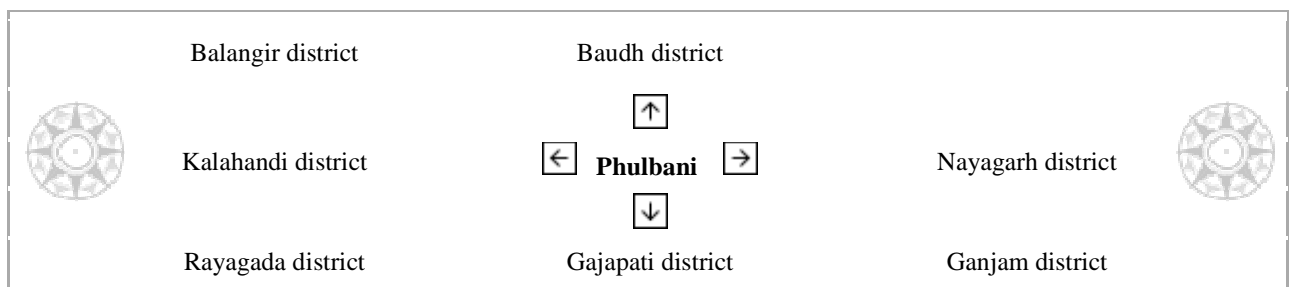 Balangir district Baudh district
Kalahandi district Phulbani Nayagarh district
Rayagada district Gajapati district Ganjam district